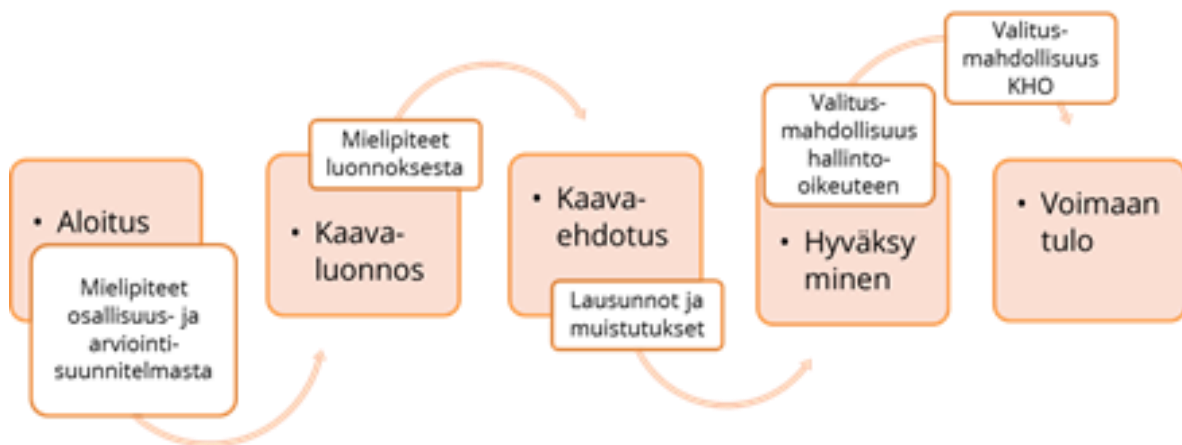 • Aloitus
Mielipiteet
osallisuus- ja
arviointi-
suunnitelmasta
Mielipiteet
luonnoksesta
• Kaava-
luonnos
• Kaava-
ehdotus
Lausunnot ja
muistutukset
Valitus-
mahdollisuus
hallinto-
oikeuteen
• Hyväksy
minen
Valitus-
mahdollisuus
KHO
• Voimaan
tulo